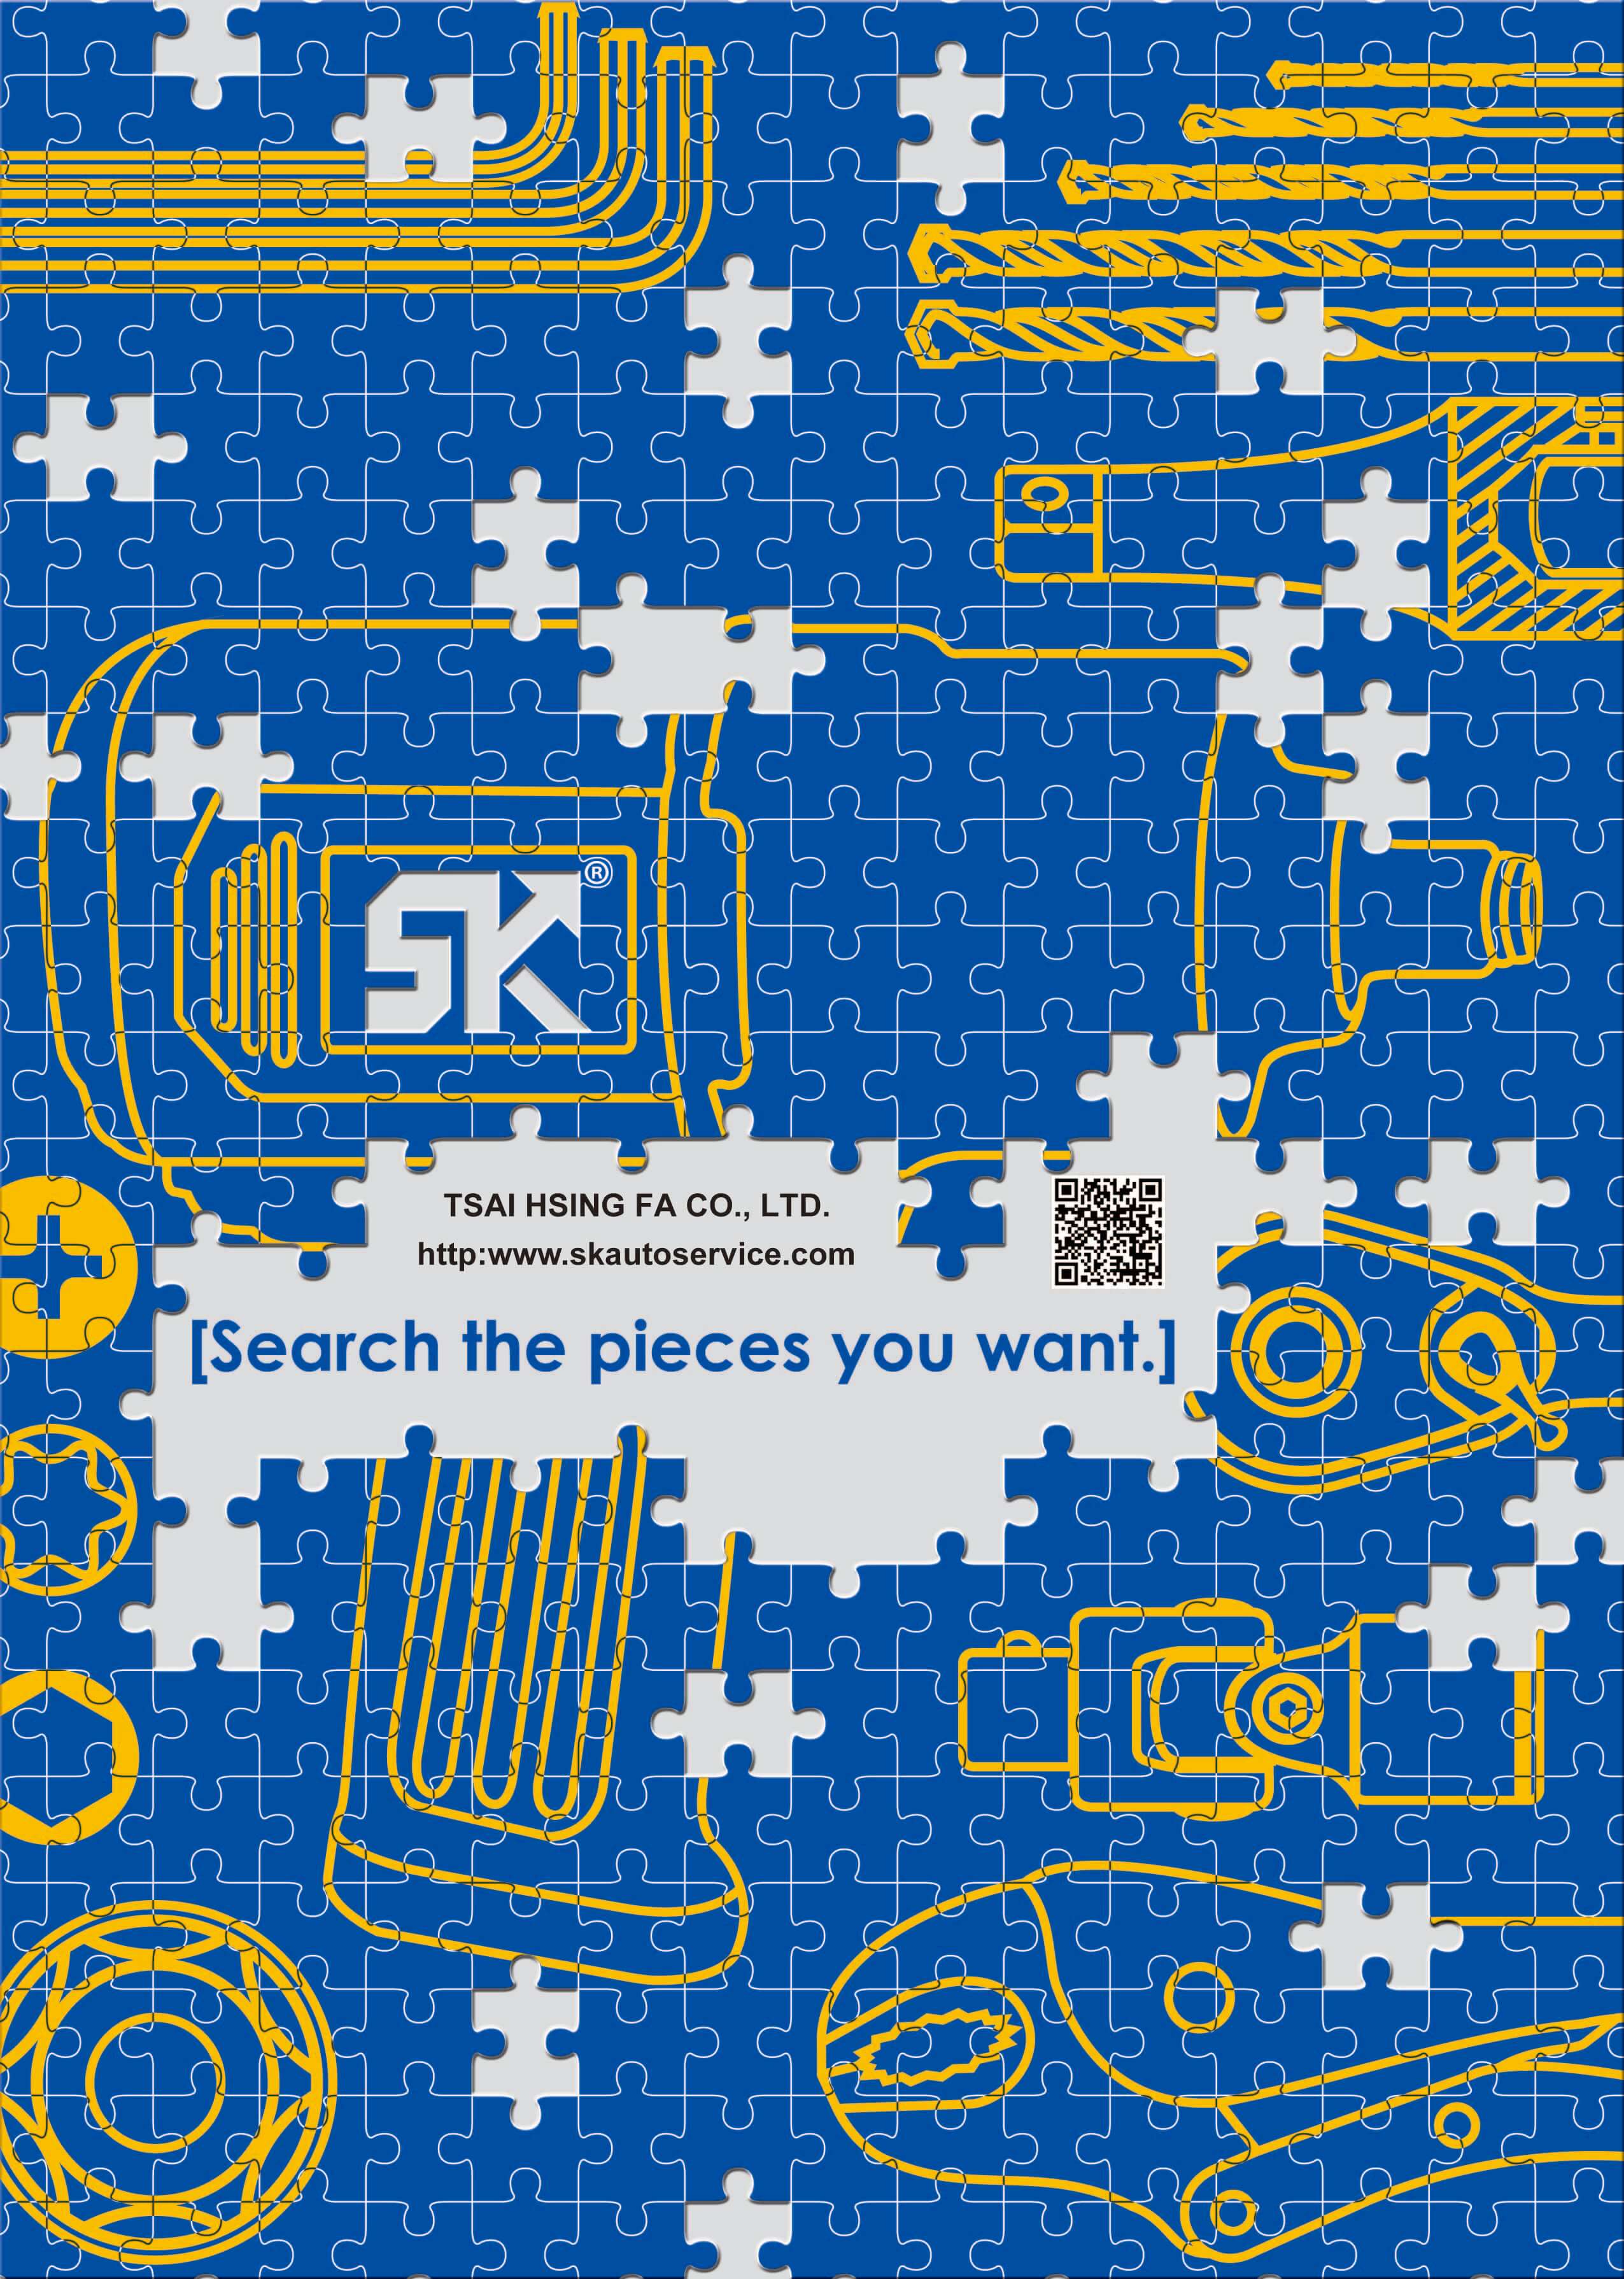 SK®
TSAI HSING FA CO., LTD.
http:www.skautoservice.com
[Search the pieces you want.]